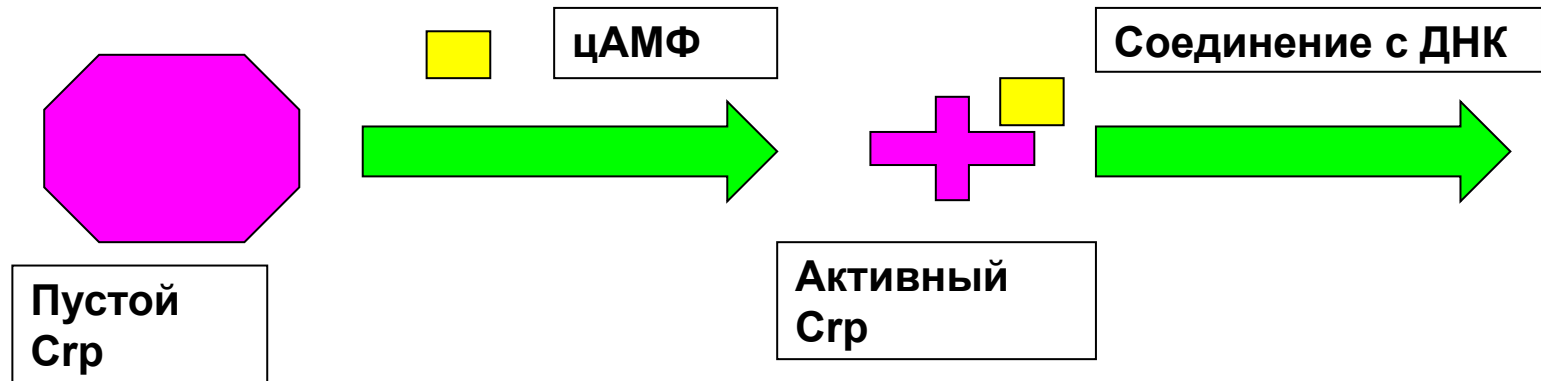 цАМФ
Соединение с ДНК
Пустой
Crp
Активный
Crp